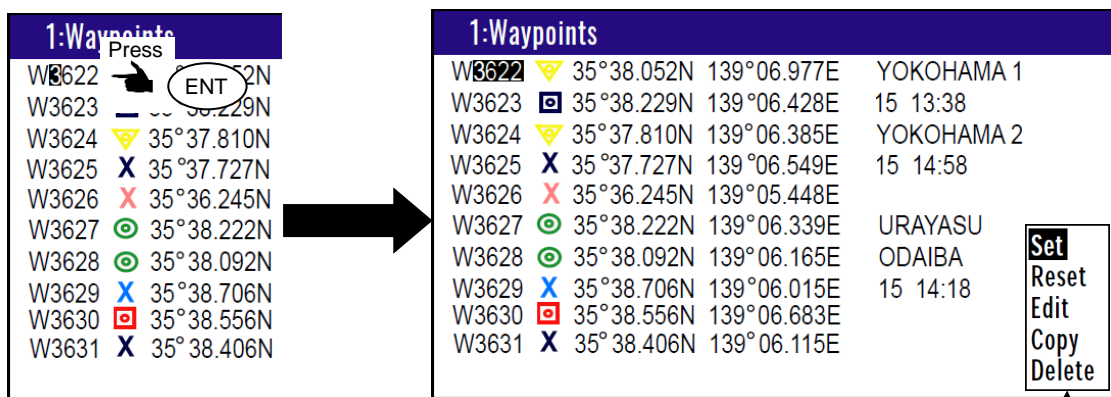 1:Waypoints
Press
ENT
W3622 52N
W3623 38.229N
W3624 35°37.810N
W3625 X 35°37.727N
W3626 X 35°36.245N
W3627 35°38.222N
W3628 35°38.092N
W3629 X 35°38.706N
W3630 35°38.556N
W3631 X 35°38.406N
1:Waypoints
W3622 35°38.052N 139°06.977E YOKOHAMA 1
W3623 35°38.229N 139°06.428E 15 13:38
W3624 35°37.810N 139°06.385E YOKOHAMA 2
W3625 X 35°37.727N 139°06.549E 15 14:58
W3626 X 35°36.245N 139°05.448E
W3627 35°38.222N 139°06.339E URAYASU
W3628 35°38.092N 139°06.165E ODAIBA
W3629 X 35°38.706N 139°06.015E 15 14:18
W3630 35°38.556N 139°06.683E
W3631 X 35°38.406N 139°06.115E
Set
Reset
Edit
Copy
Delete